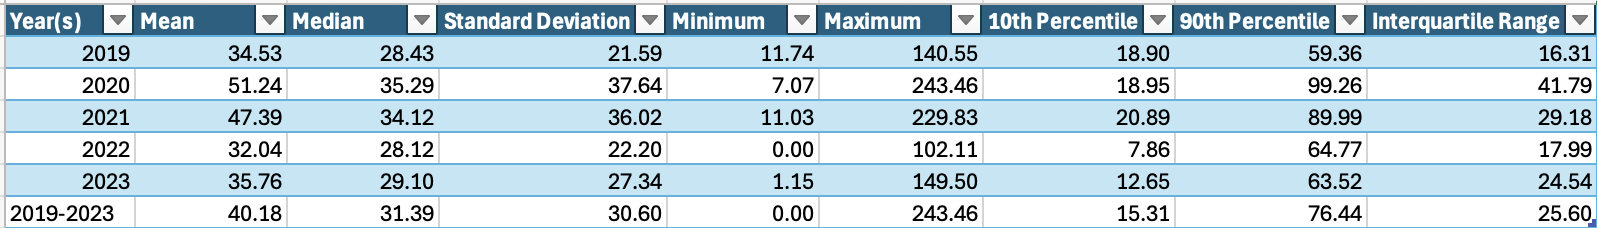 Year(s) Mean Median Standard Deviation Minimum Maximum 10th Percentile 90th Percentile Interquartile Range
2019 34.53 28.43 21.59 11.74 140.55 18.90 59.36 16.31
2020 51.24 35.29 37.64 7.07 243.46 18.95 99.26 41.79
2021 47.39 34.12 36.02 11.03 229.83 20.89 89.99 29.18
2022 32.04 28.12 22.20 0.00 102.11 7.86 64.77 17.99
2023 35.76 29.10 27.34 1.15 149.50 12.65 63.52 24.54
2019-2023 40.18 31.39 30.60 0.00 243.46 15.31 76.44 25.60